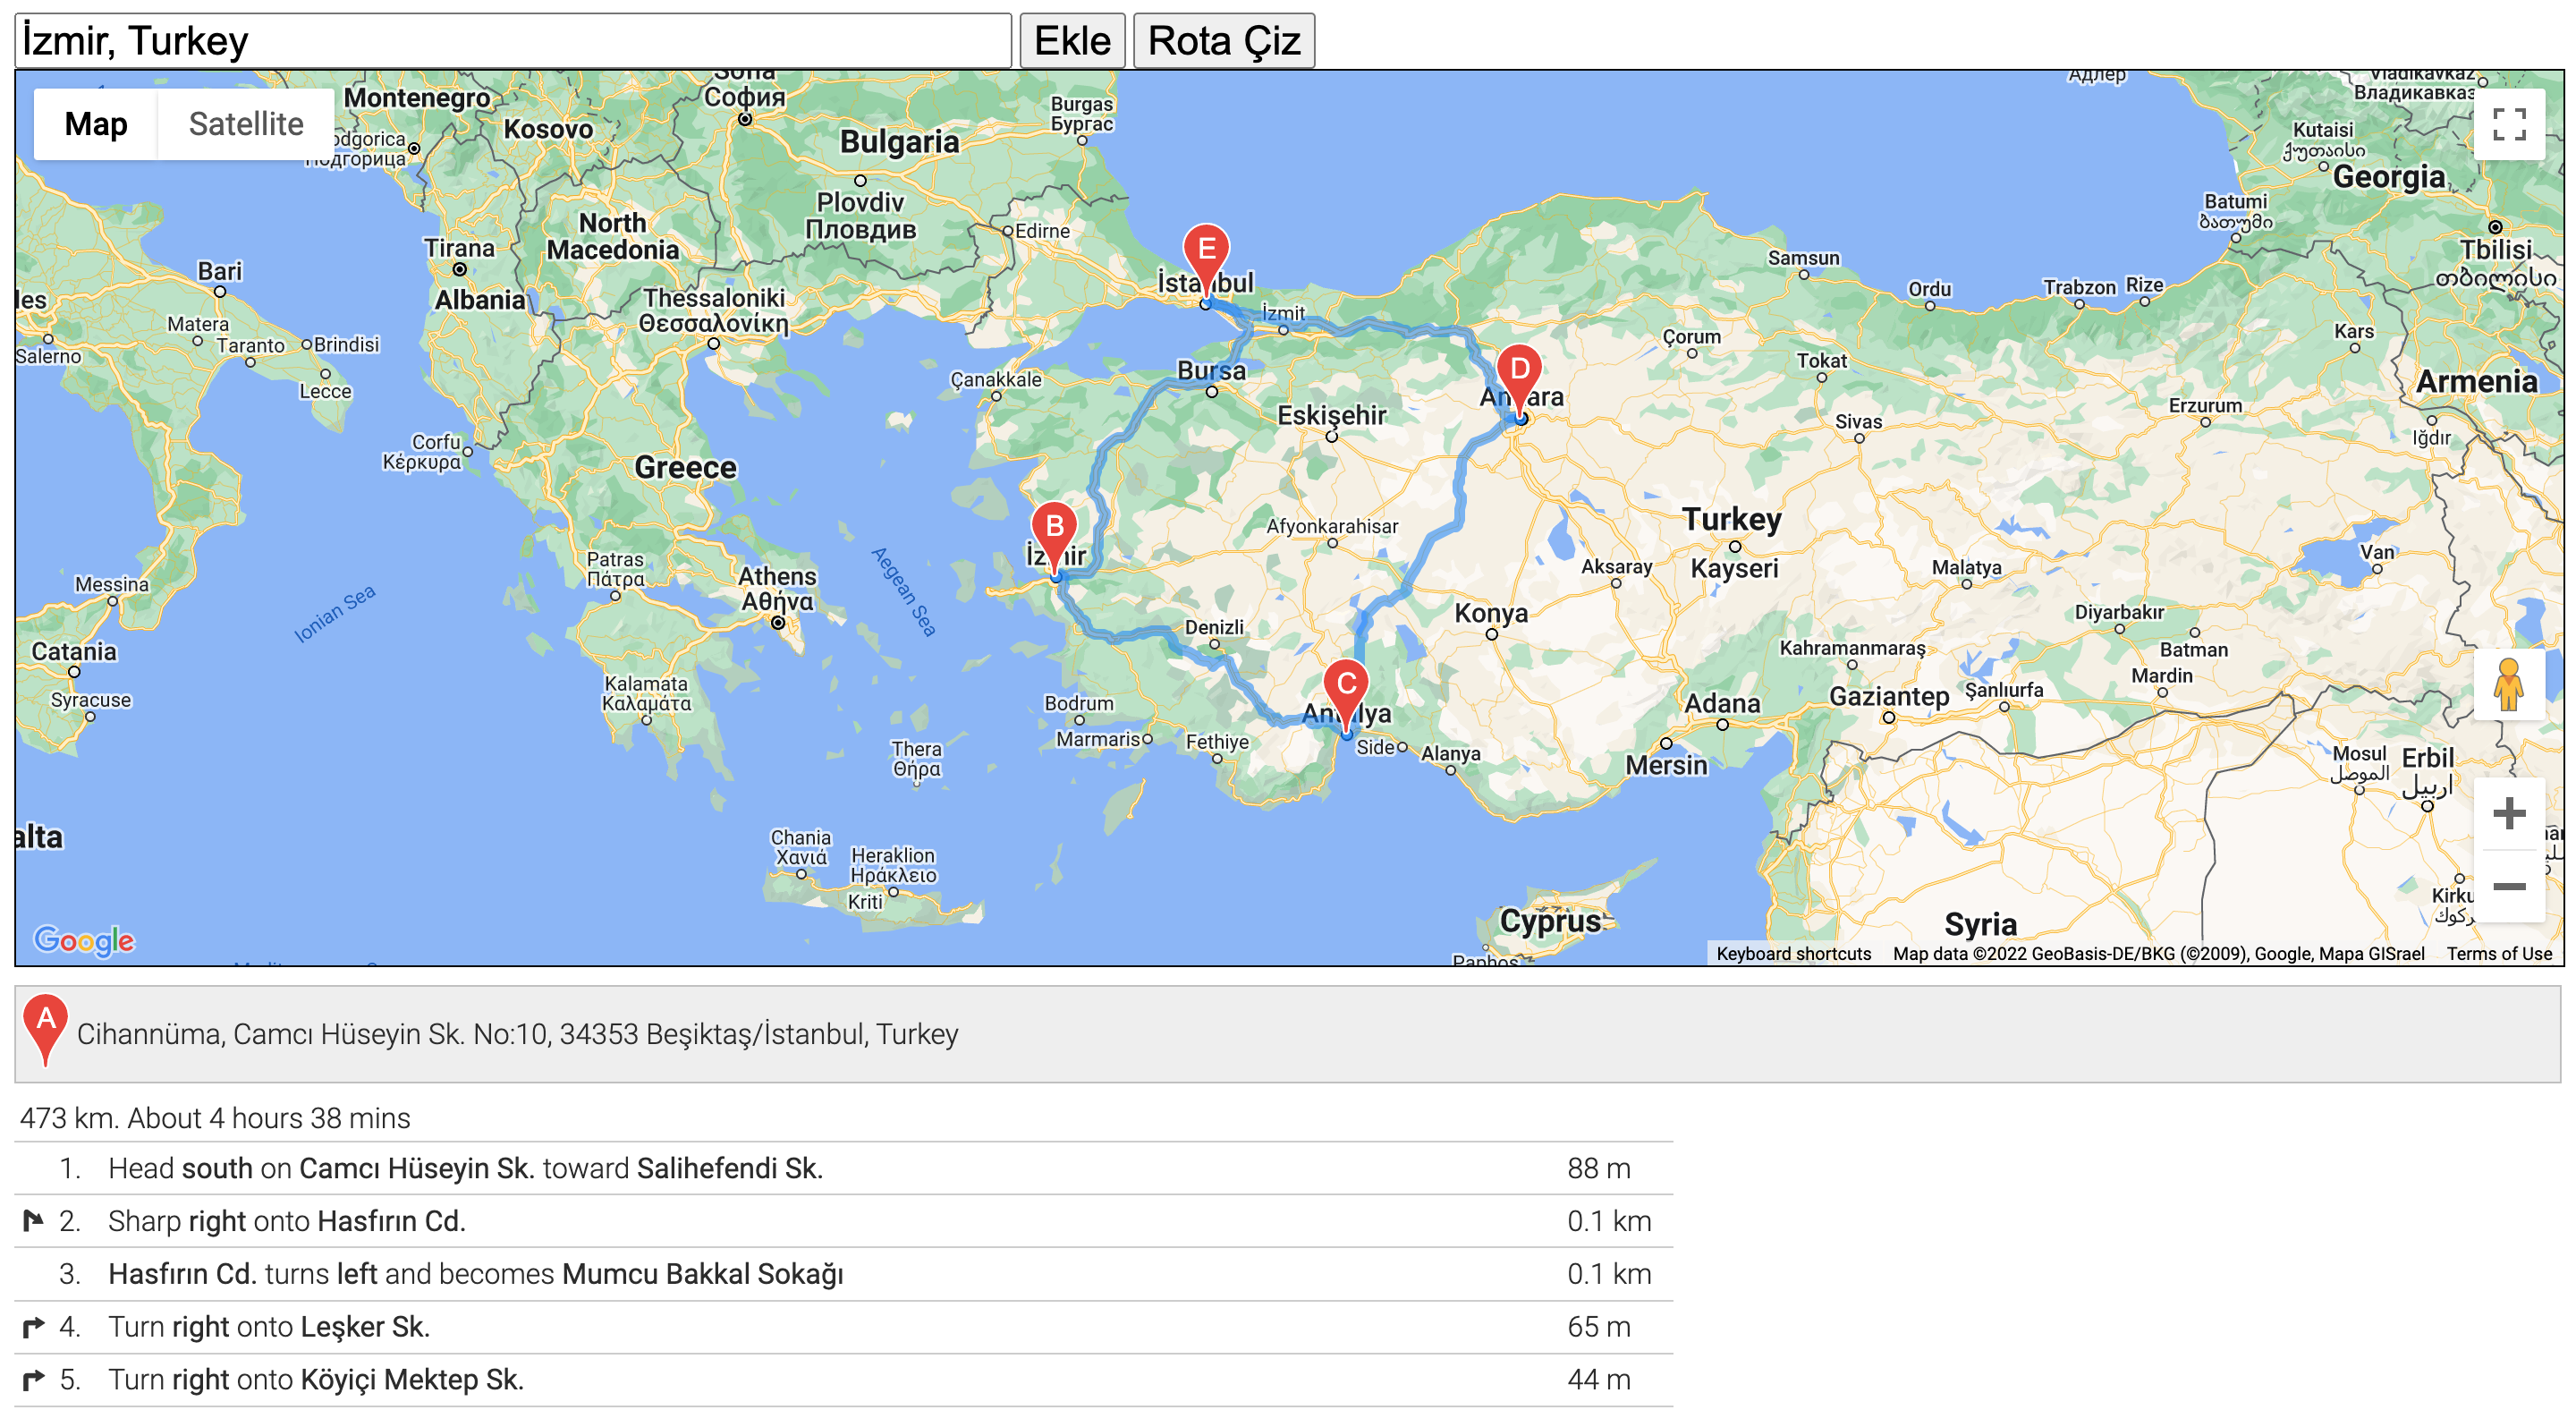 İzmir, Turkey
Ekle
Rota Çiz
Map
Satellite
Montenegro
Kosovo
София
Bulgaria
Burgas
Бургас
Plovdiv
Пловдив
North
Macedonia
Tirana
Albania
Edirne
Bari
Matera
Taranto
Brindisi
Lecce
Salerno
Thessaloniki
Θεσσαλονίκη
Corfu
Κέρκυρα
Greece
Patras
Πάτρα
Athens
Αθήνα
Kalamata
Καλαμάτα
Thera
Θήρα
Chania
Χανιά
Heraklion
Ηράκλειο
Kriti
Messina
Catania
Syracuse
Ionian Sea
Aegean Sea
alta
E
İstanbul
İzmit
Bursa
Çanakkale
Eskişehir
D
Ankara
B
İzmir
Afyonkarahisar
Denizli
C
Antalya
Bodrum
Marmaris
Fethiye
Side
Alanya
Konya
Aksaray
Turkey
Kayseri
Samsun
Çorum
Tokat
Sivas
Ordu
Trabzon
Rize
Адлер
Vladikavkaz
Владикавказ
Kutaisi
ქუთაისი
Georgia
Batumi
ბათუმი
Tbilisi
თბილისი
Kars
Armenia
Erzurum
Iğdır
Van
Malatya
Diyarbakır
Batman
Mardin
Kahramanmaraş
Gaziantep
Şanlıurfa
Adana
Mersin
Mosul
الموصل
Erbil
اربيل
Kirku
Syria
Cyprus
Paphos
Google
Keyboard shortcuts
Map data ©2022 GeoBasis-DE/BKG (©2009), Google, Mapa GISrael
Terms of Use
A
Cihannüma, Camcı Hüseyin Sk. No:10, 34353 Beşiktaş/İstanbul, Turkey
473 km. About 4 hours 38 mins
1. Head south on Camcı Hüseyin Sk. toward Salihefendi Sk. 88 m
2. Sharp right onto Hasfırın Cd. 0.1 km
3. Hasfırın Cd. turns left and becomes Mumcu Bakkal Sokağı 0.1 km
4. Turn right onto Leşker Sk. 65 m
5. Turn right onto Köyiçi Mektep Sk. 44 m